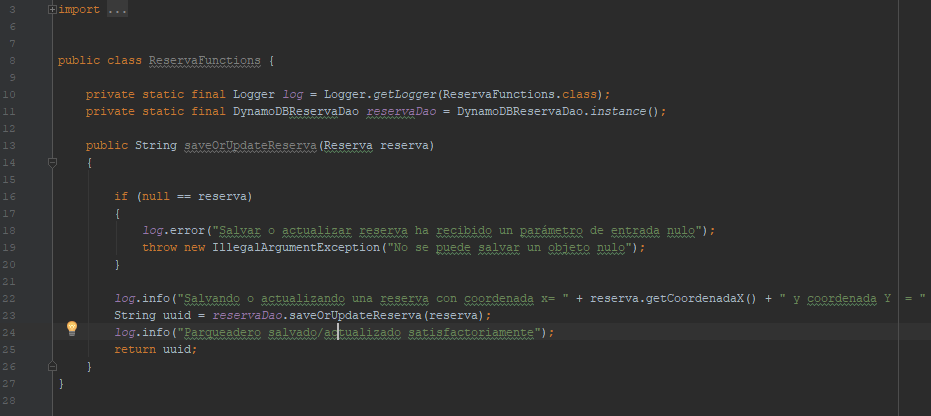 3 import ...
6
7
8 public class ReservaFunctions {
9
10 private static final Logger log = Logger.getLogger(ReservaFunctions.class);
11 private static final DynamoDBReservaDao reservaDao = DynamoDBReservaDao.instance();
12
13 public String saveOrUpdateReserva(Reserva reserva)
14 {
15
16 if (null == reserva)
17 {
18 log.error("Salvar o actualizar reserva ha recibido un parámetro de entrada nulo");
19 throw new IllegalArgumentException("No se puede salvar un objeto nulo");
20 }
21
22 log.info("Salvando o actualizando una reserva con coordenada x= " + reserva.getCoordenadaX() + " y coordenada Y = "
23 String uuid = reservaDao.saveOrUpdateReserva(reserva);
24 log.info("Parqueadero salvado/actualizado satisfactoriamente");
25 return uuid;
26 }
27 }
28